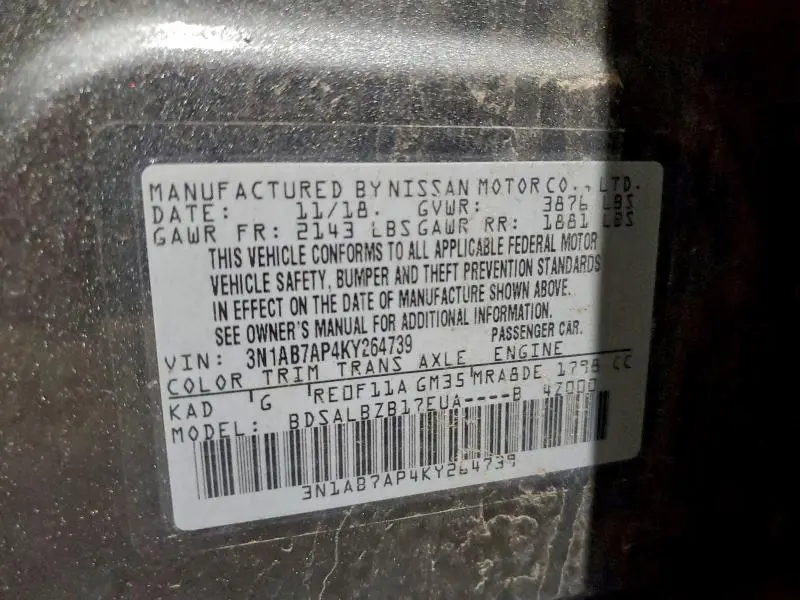 MANUFACTURED BY NISSAN MOTOR CO., LTD.
DATE: 11/18. GVWR: 3876 LBS
GAWR FR: 2143 LBS GAWR RR: 1881 LBS
THIS VEHICLE CONFORMS TO ALL APPLICABLE FEDERAL MOTOR
VEHICLE SAFETY, BUMPER AND THEFT PREVENTION STANDARDS
IN EFFECT ON THE DATE OF MANUFACTURE SHOWN ABOVE.
SEE OWNER'S MANUAL FOR ADDITIONAL INFORMATION.
VIN: 3N1AB7AP4KY264739 PASSENGER CAR.
COLOR TRIM TRANS AXLE ENGINE
KAD G RE0F11A GM35 MRA8DE 1798 CC
MODEL: BDSALBZB17EUA----B 4Z000
3N1AB7AP4KY264739